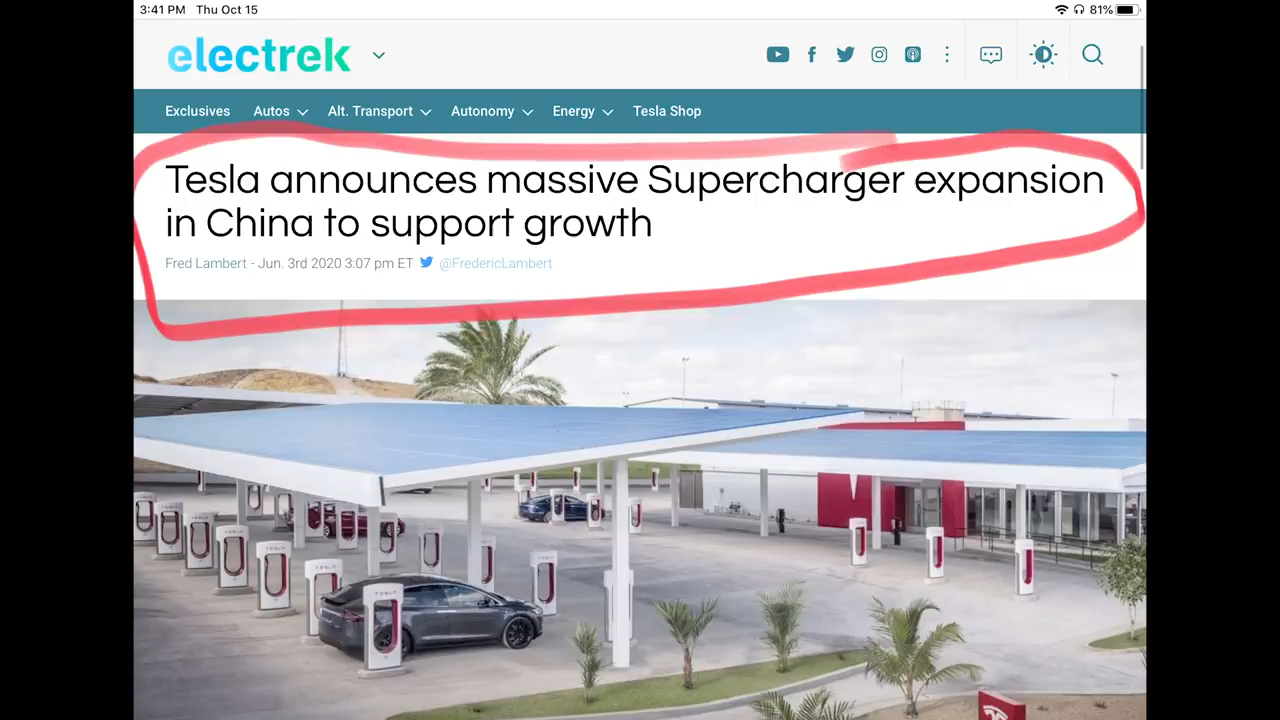 3:41 PM Thu Oct 15 81%
electrek
Exclusives Autos Alt. Transport Autonomy Energy Tesla Shop
Tesla announces massive Supercharger expansion
in China to support growth
Fred Lambert - Jun. 3rd 2020 3:07 pm ET @FredericLambert
TESLA